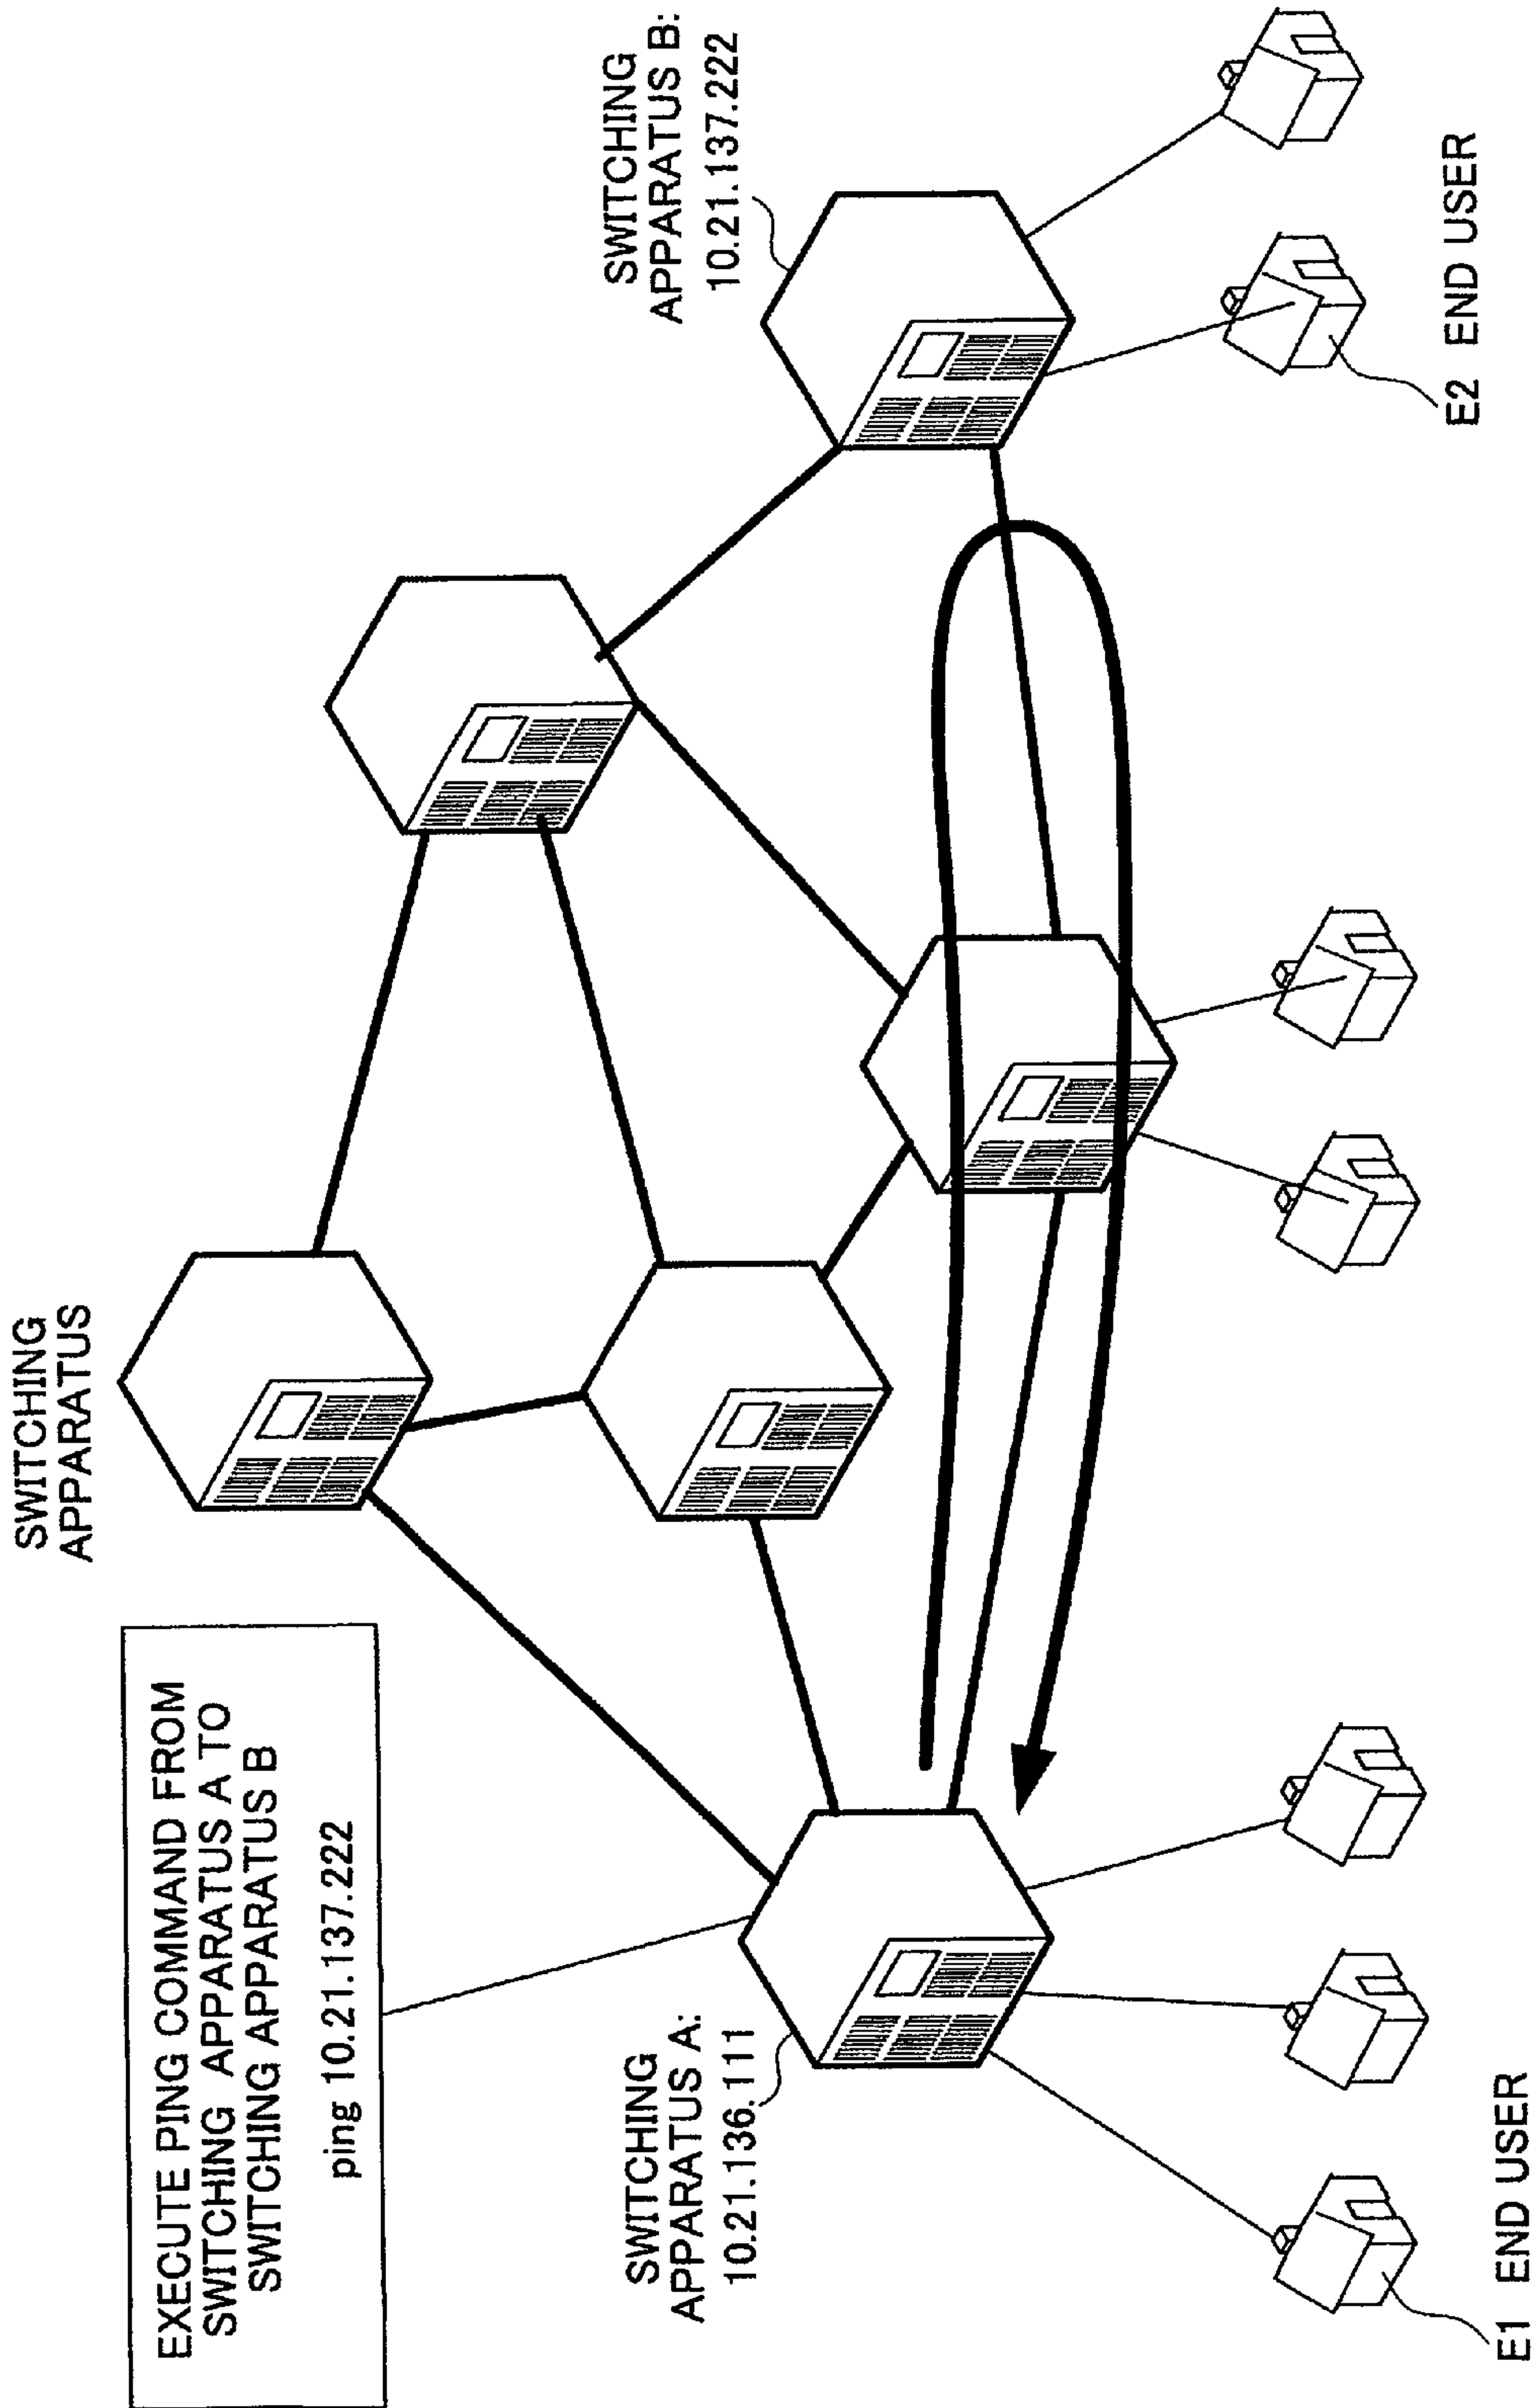 EXECUTE PING COMMAND FROM
SWITCHING APPARATUS A TO
SWITCHING APPARATUS B
ping 10.21.137.222
SWITCHING
APPARATUS
SWITCHING
APPARATUS B:
10.21.137.222
SWITCHING
APPARATUS A:
10.21.136.111
E1 END USER
E2 END USER